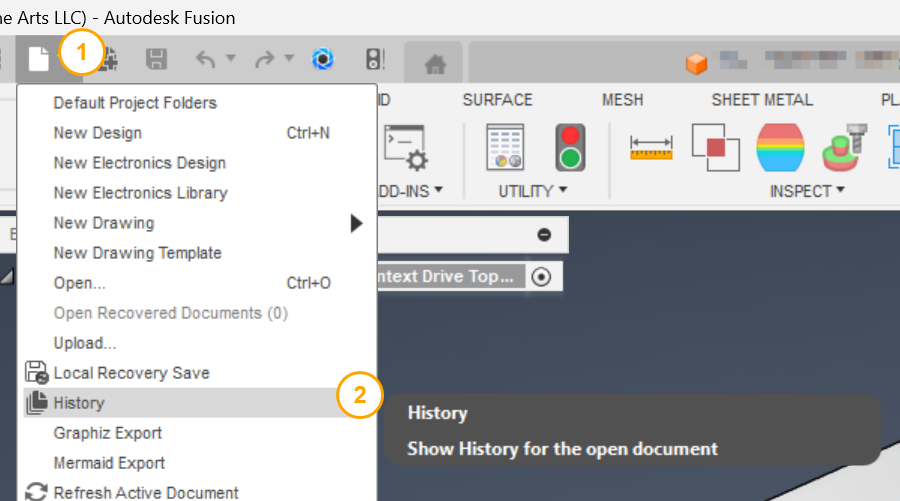 ne Arts LLC) - Autodesk Fusion
1
Default Project Folders
New Design Ctrl+N
New Electronics Design
New Electronics Library
New Drawing
New Drawing Template
Open... Ctrl+O
Open Recovered Documents (0)
Upload...
Local Recovery Save
History
Graphiz Export
Mermaid Export
Refresh Active Document
2
History
Show History for the open document
ID SURFACE MESH SHEET METAL PL
DD-INS UTILITY INSPECT
ntext Drive Top...